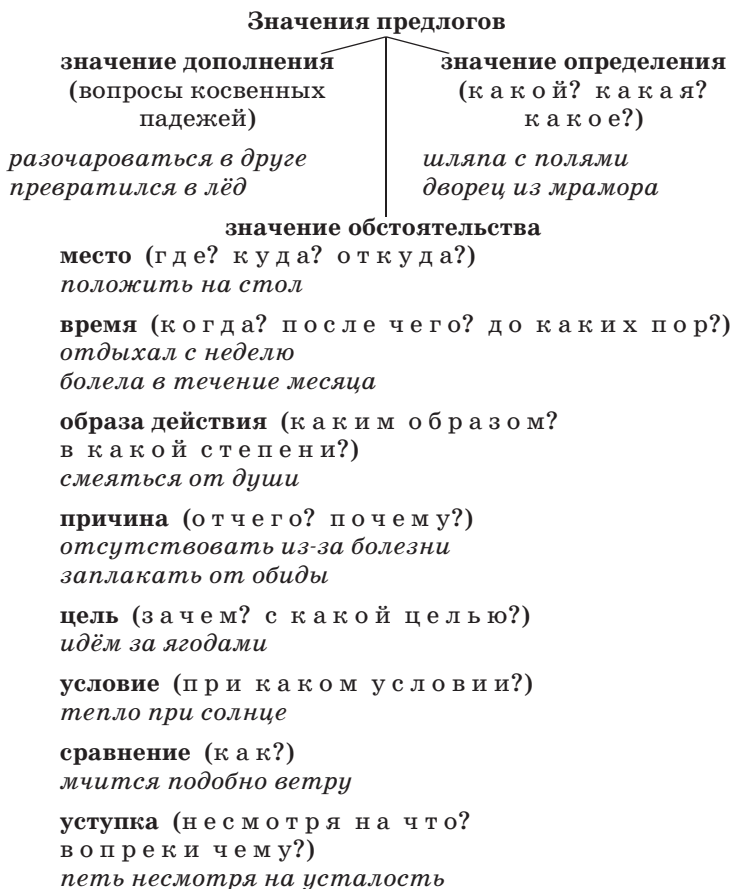 Значения предлогов
значение дополнения
(вопросы косвенных
падежей)
разочароваться в друге
превратился в лёд
значение определения
(какой? какая?
какое?)
шляпа с полями
дворец из мрамора
значение обстоятельства
место (где? куда? откуда?)
положить на стол
время (когда? после чего? до каких пор?)
отдыхал с неделю
болела в течение месяца
образа действия (каким образом?
в какой степени?)
смеяться от души
причина (отчего? почему?)
отсутствовать из-за болезни
заплакать от обиды
цель (зачем? с какой целью?)
идём за ягодами
условие (при каком условии?)
тепло при солнце
сравнение (как?)
мчится подобно ветру
уступка (несмотря на что?
вопреки чему?)
петь несмотря на усталость